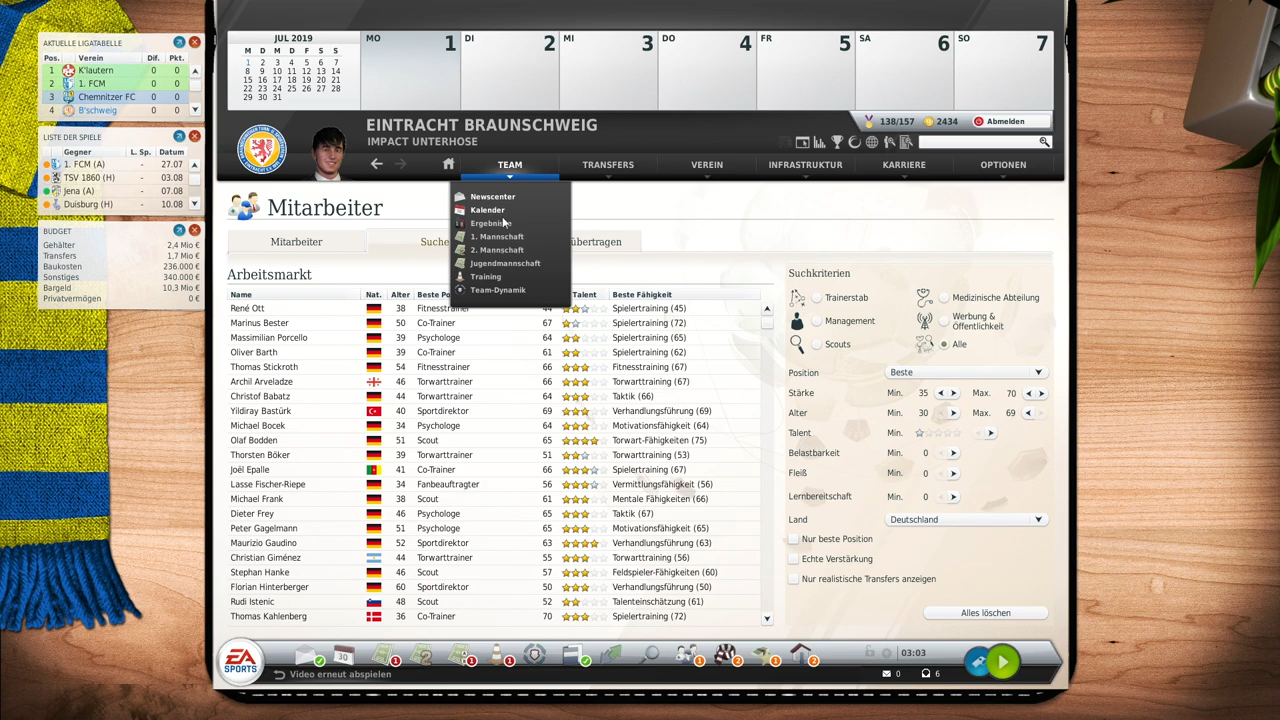 AKTUELLE LIGATABELLE
Pos. Verein Dif. Pkt.
1 K'lautern 0 0
2 1. FCM 0 0
3 Chemnitzer FC 0 0
4 B'schweig 0 0
LISTE DER SPIELE
Gegner L. Sp. Datum
1. FCM (A) - 27.07
TSV 1860 (H) - 03.08
Jena (A) - 07.08
Duisburg (H) - 10.08
BUDGET
Gehälter 2,4 Mio €
Transfers 1,7 Mio €
Baukosten 236.000 €
Sonstiges 340.000 €
Bargeld 10,3 Mio €
Privatvermögen 0 €
JUL 2019
M D M D F S S
1 2 3 4 5 6 7
8 9 10 11 12 13 14
15 16 17 18 19 20 21
22 23 24 25 26 27 28
29 30 31
MO 1 DI 2 MI 3 DO 4 FR 5 SA 6 SO 7
EINTRACHT BRAUNSCHWEIG
IMPACT UNTERHOSE
138/157 2434 Abmelden
TEAM TRANSFERS VEREIN INFRASTRUKTUR KARRIERE OPTIONEN
Newscenter
Kalender
Ergebnisse
1. Mannschaft
2. Mannschaft
Jugendmannschaft
Training
Team-Dynamik
Mitarbeiter
Mitarbeiter Suche übertragen
Arbeitsmarkt
Name Nat. Alter Beste Po Talent Beste Fähigkeit
René Ott 38 Fitnesstrainer 44 Spielertraining (45)
Marinus Bester 50 Co-Trainer 67 Spielertraining (72)
Massimilian Porcello 39 Psychologe 64 Spielertraining (65)
Oliver Barth 39 Co-Trainer 61 Spielertraining (62)
Thomas Stickroth 54 Fitnesstrainer 66 Fitnesstraining (67)
Archil Arveladze 46 Torwarttrainer 66 Torwarttraining (67)
Christof Babatz 44 Torwarttrainer 64 Taktik (66)
Yildiray Bastürk 40 Sportdirektor 69 Verhandlungsführung (69)
Michael Bocek 34 Psychologe 64 Motivationsfähigkeit (64)
Olaf Bodden 51 Scout 65 Torwart-Fähigkeiten (75)
Thorsten Böker 39 Torwarttrainer 51 Torwarttraining (53)
Joël Epalle 41 Co-Trainer 66 Spielertraining (67)
Lasse Fischer-Riepe 34 Fanbeauftragter 56 Vermittlungsfähigkeit (56)
Michael Frank 38 Scout 61 Mentale Fähigkeiten (66)
Dieter Frey 46 Psychologe 65 Taktik (67)
Peter Gagelmann 51 Psychologe 65 Motivationsfähigkeit (65)
Maurizio Gaudino 52 Sportdirektor 63 Verhandlungsführung (63)
Christian Giménez 44 Torwarttrainer 55 Torwarttraining (56)
Stephan Hanke 46 Scout 57 Feldspieler-Fähigkeiten (60)
Florian Hinterberger 60 Sportdirektor 50 Verhandlungsführung (50)
Rudi Istenic 48 Scout 52 Talenteinschätzung (61)
Thomas Kahlenberg 36 Co-Trainer 70 Spielertraining (72)
Suchkriterien
Trainerstab Medizinische Abteilung
Management Werbung & Öffentlichkeit
Scouts Alle
Position Beste
Stärke Min. 35 Max. 70
Alter Min. 30 Max. 69
Talent Min.
Belastbarkeit Min. 0
Fleiß Min. 0
Lernbereitschaft Min. 0
Land Deutschland
Nur beste Position
Echte Verstärkung
Nur realistische Transfers anzeigen
Alles löschen
EA SPORTS
30 1 2 1 1 1 2 1 2
03:03
Video erneut abspielen
0 6